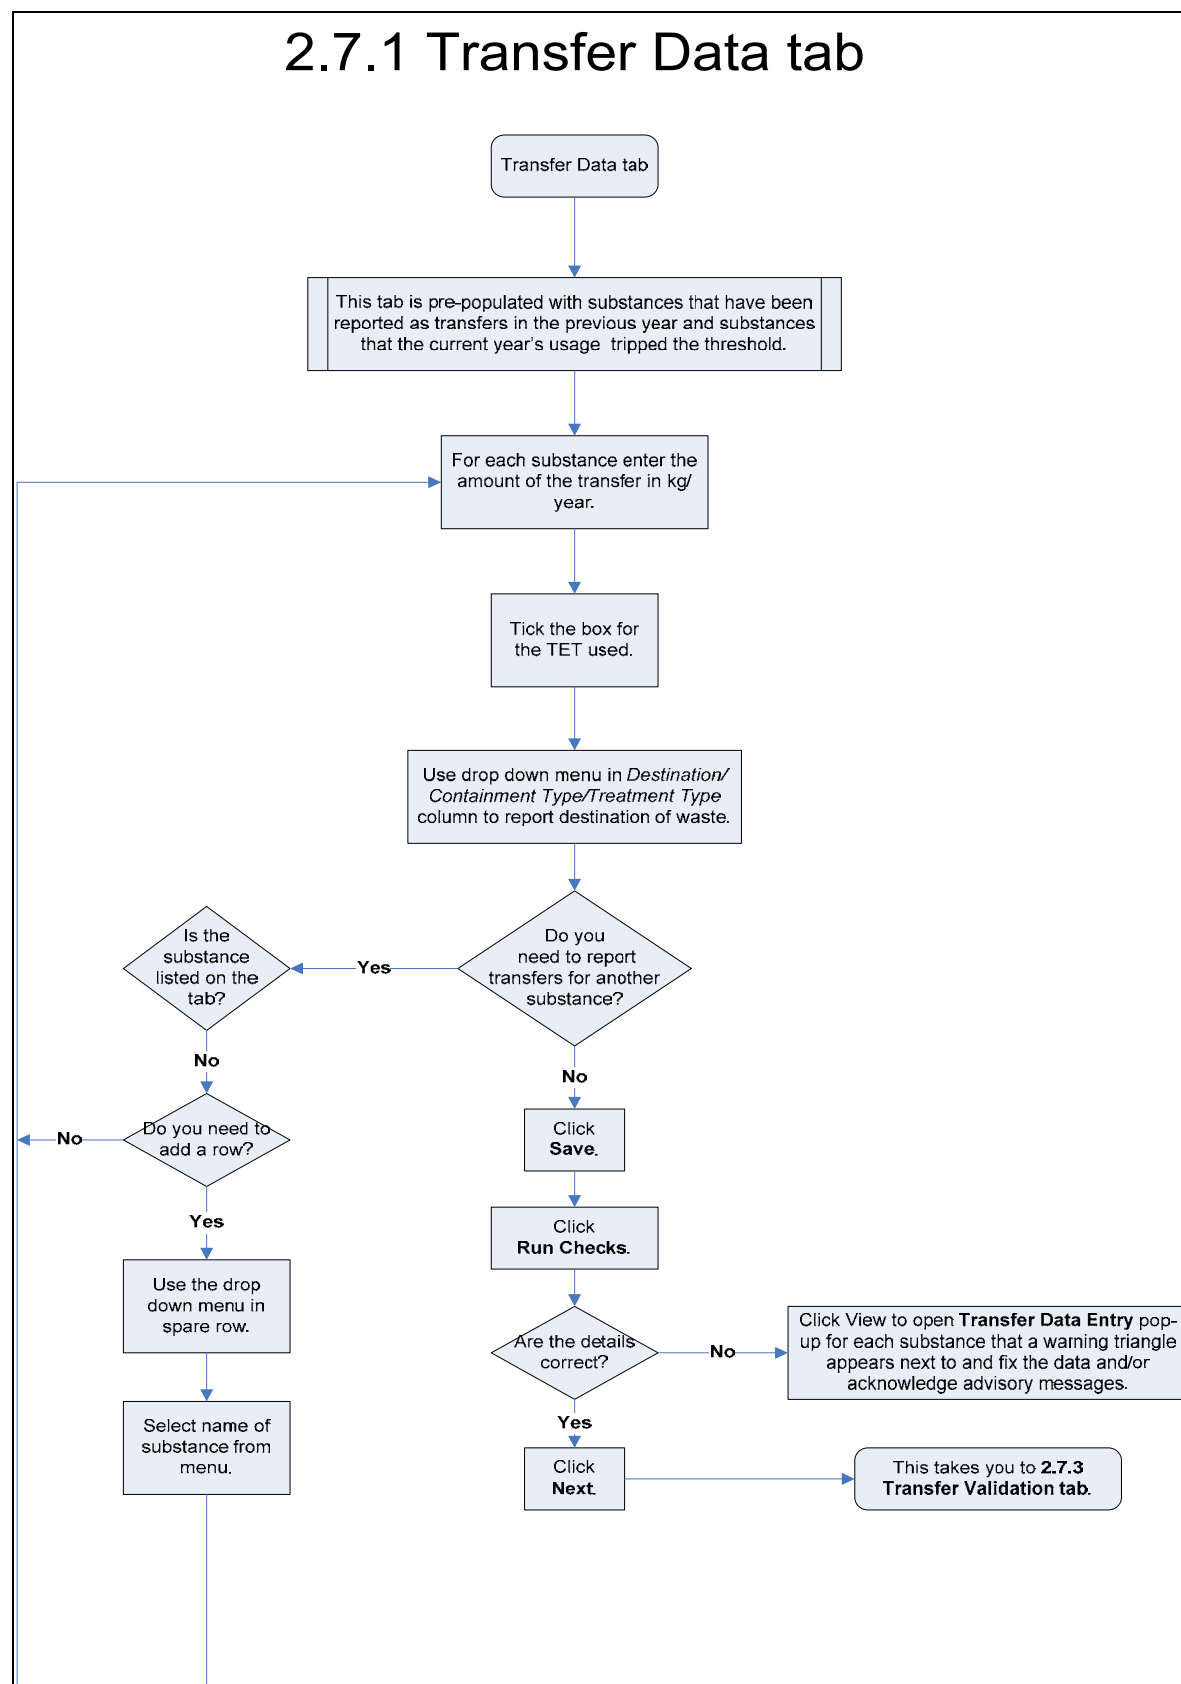 2.7.1 Transfer Data tab
Transfer Data tab
This tab is pre-populated with substances that have been
reported as transfers in the previous year and substances
that the current year's usage  tripped the threshold.
For each substance enter the
amount of the transfer in kg/
year.
Tick the box for
the TET used.
Use drop down menu in Destination/
Containment Type/Treatment Type
column to report destination of waste.
Do you
need to report
transfers for another
substance?
Yes
Is the
substance
listed on the
tab?
No
Do you need to
add a row?
No
Yes
Use the drop
down menu in
spare row.
Select name of
substance from
menu.
No
Click
Save.
Click
Run Checks.
Are the details
correct?
No
Click View to open Transfer Data Entry pop-
up for each substance that a warning triangle
appears next to and fix the data and/or
acknowledge advisory messages.
Yes
Click
Next.
This takes you to 2.7.3
Transfer Validation tab.